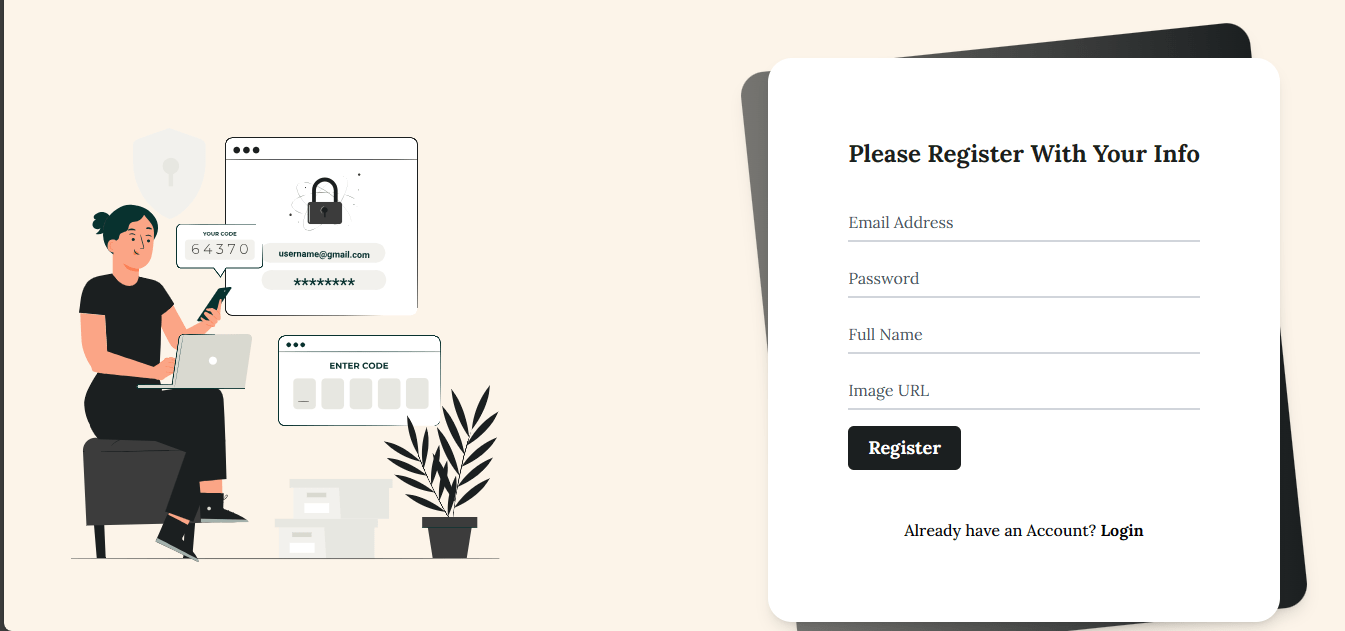 YOUR CODE
64370
username@gmail.com
********
ENTER CODE
Please Register With Your Info
Email Address
Password
Full Name
Image URL
Register
Already have an Account? Login